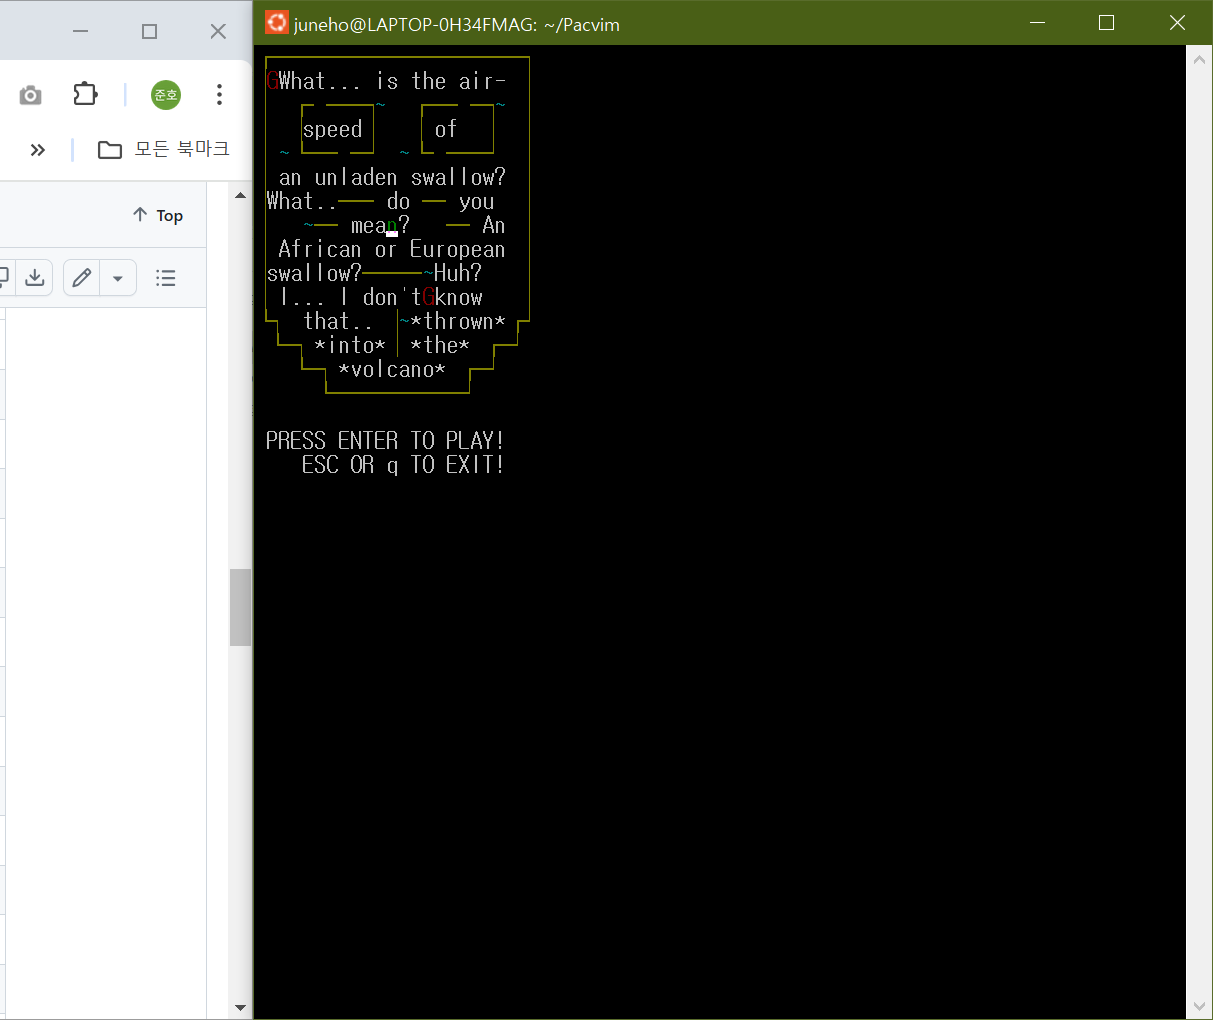 juneho@LAPTOP-0H34FMAG: ~/Pacvim
준호
모든 북마크
Top
GWhat... is the air-
~ ~
speed of
~ ~
an unladen swallow?
What.. do you
~ mean? An
African or European
swallow? ~Huh?
I... I don'tGknow
that.. ~*thrown*
*into* *the*
*volcano*
PRESS ENTER TO PLAY!
ESC OR q TO EXIT!